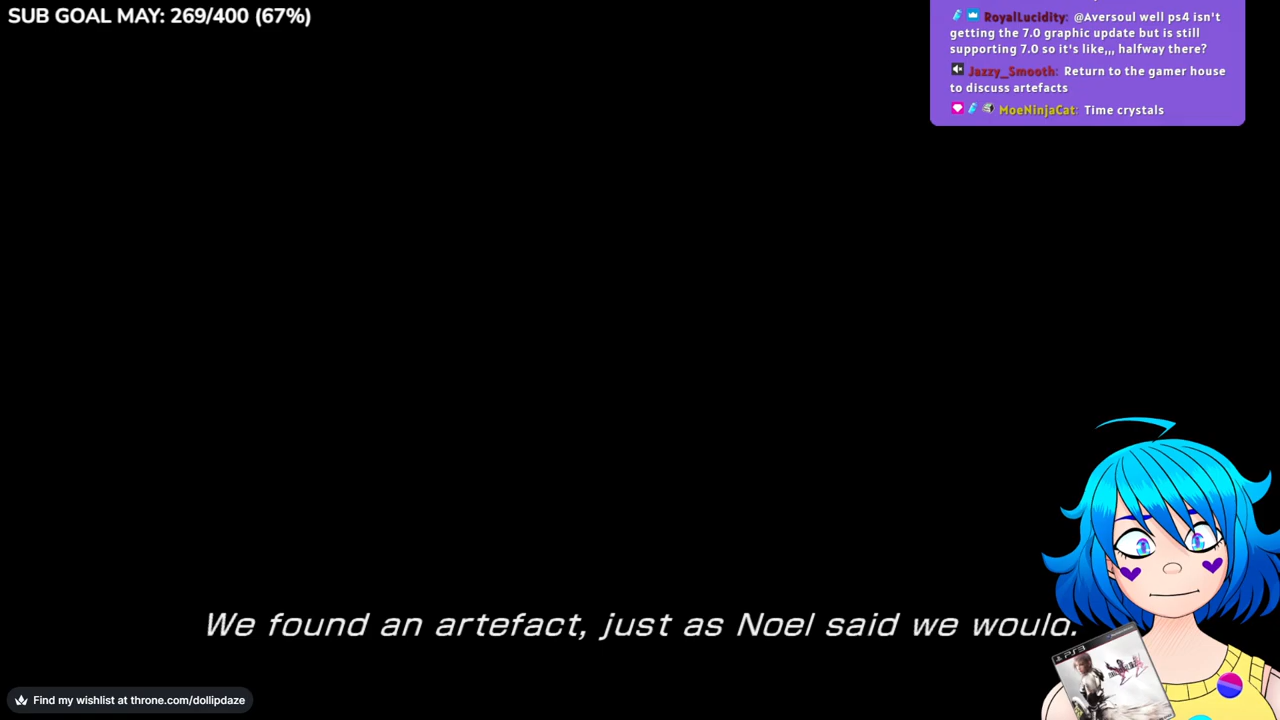 SUB GOAL MAY: 269/400 (67%)
RoyalLucidity: @Aversoul well ps4 isn't
getting the 7.0 graphic update but is still
supporting 7.0 so it's like,,, halfway there?
Jazzy_Smooth: Return to the gamer house
to discuss artefacts
MoeNinjaCat: Time crystals
We found an artefact, just as Noel said we would.
PS3
Find my wishlist at throne.com/dollipdaze